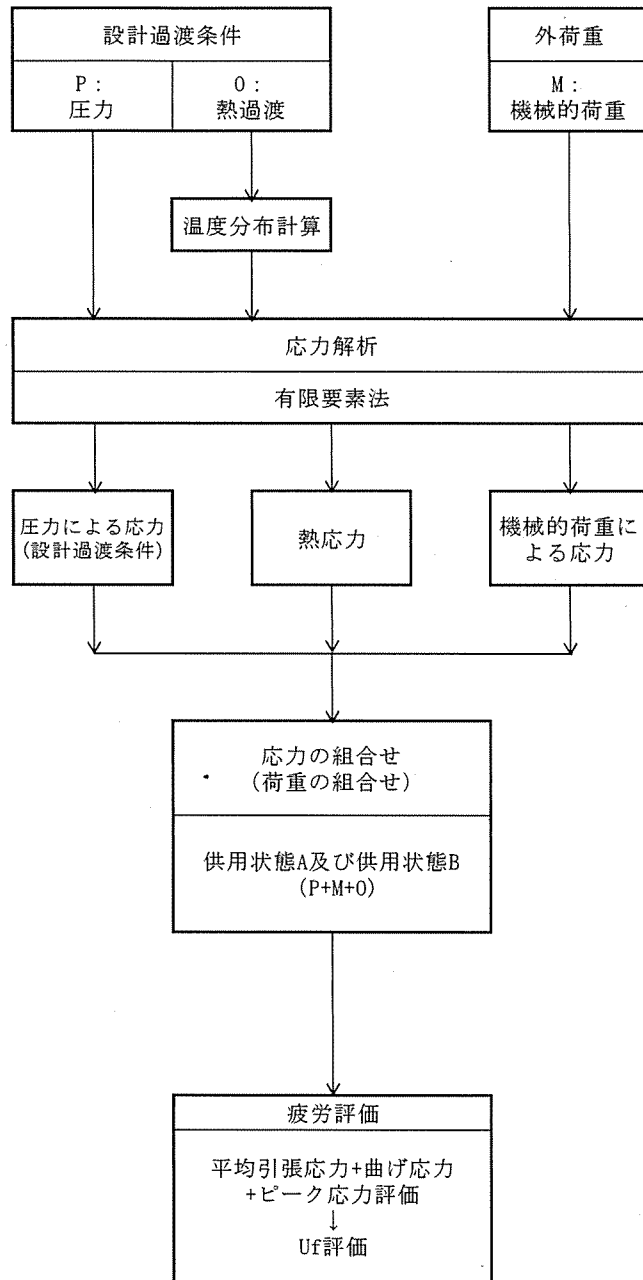 設計過渡条件
P:
圧力
O:
熱過渡
外荷重
M:
機械的荷重
温度分布計算
応力解析
有限要素法
圧力による応力
(設計過渡条件)
熱応力
機械的荷重に
よる応力
応力の組合せ
(荷重の組合せ)
供用状態A及び供用状態B
(P+M+O)
疲労評価
平均引張応力+曲げ応力
+ピーク応力評価
↓
Uf評価